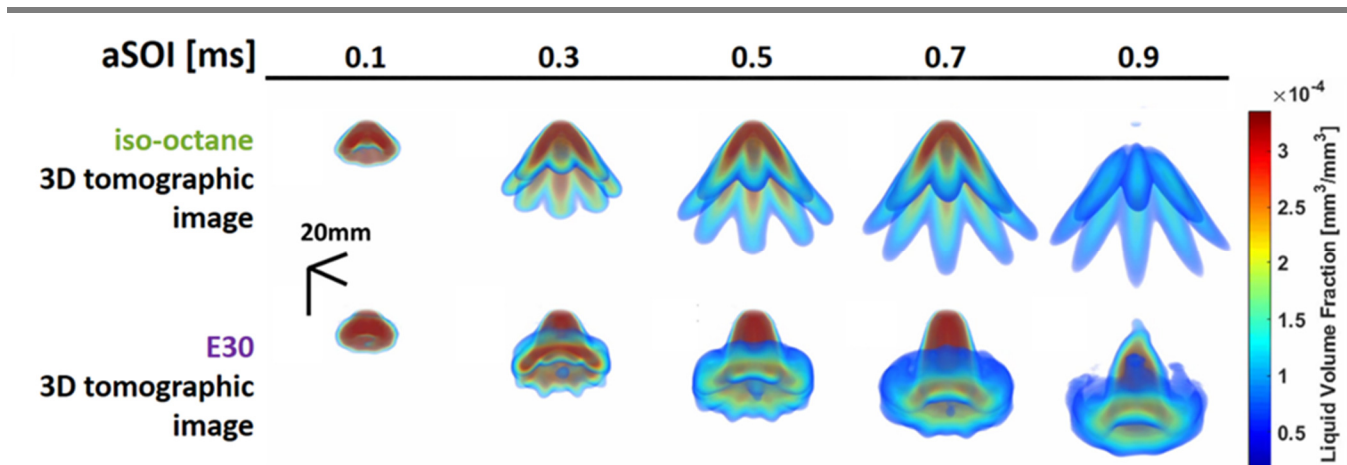 aSOI [ms] 0.1 0.3 0.5 0.7 0.9
iso-octane
3D tomographic
image
20mm
E30
3D tomographic
image
×10⁻⁴
3
2.5
2
1.5
1
0.5
Liquid Volume Fraction [mm³/mm³]